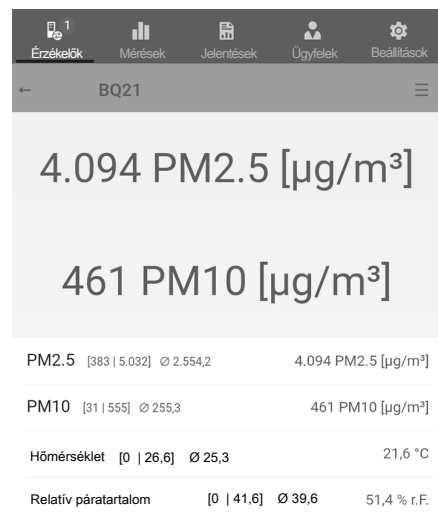 1
Érzékelők Mérések Jelentések Ügyfelek Beállítások
← BQ21 ☰
4.094 PM2.5 [µg/m³]
461 PM10 [µg/m³]
PM2.5 [383 | 5.032] Ø 2.554,2 4.094 PM2.5 [µg/m³]
PM10 [31 | 555] Ø 255,3 461 PM10 [µg/m³]
Hőmérséklet [0 | 26,6] Ø 25,3 21,6 °C
Relatív páratartalom [0 | 41,6] Ø 39,6 51,4 % r.F.